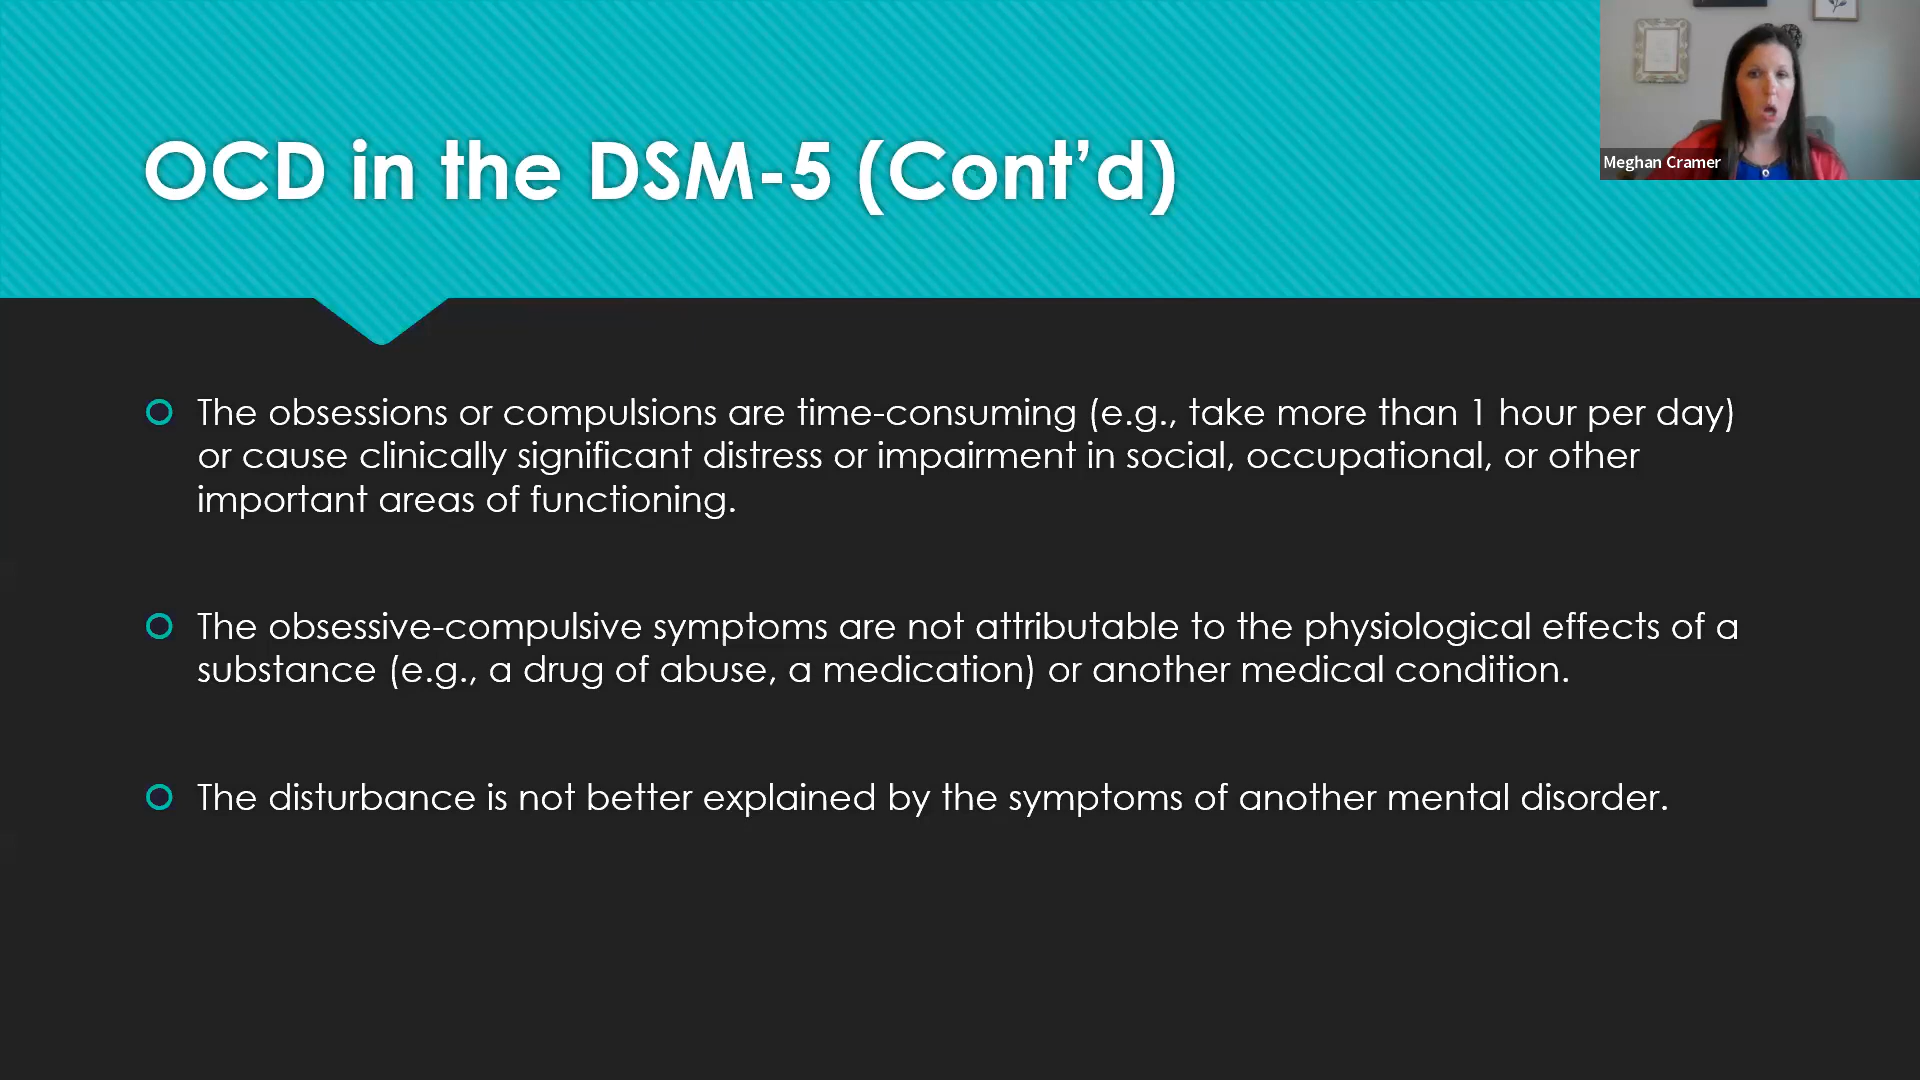 OCD in the DSM-5 (Cont’d)
Meghan Cramer
The obsessions or compulsions are time-consuming (e.g., take more than 1 hour per day)
or cause clinically significant distress or impairment in social, occupational, or other
important areas of functioning.
The obsessive-compulsive symptoms are not attributable to the physiological effects of a
substance (e.g., a drug of abuse, a medication) or another medical condition.
The disturbance is not better explained by the symptoms of another mental disorder.